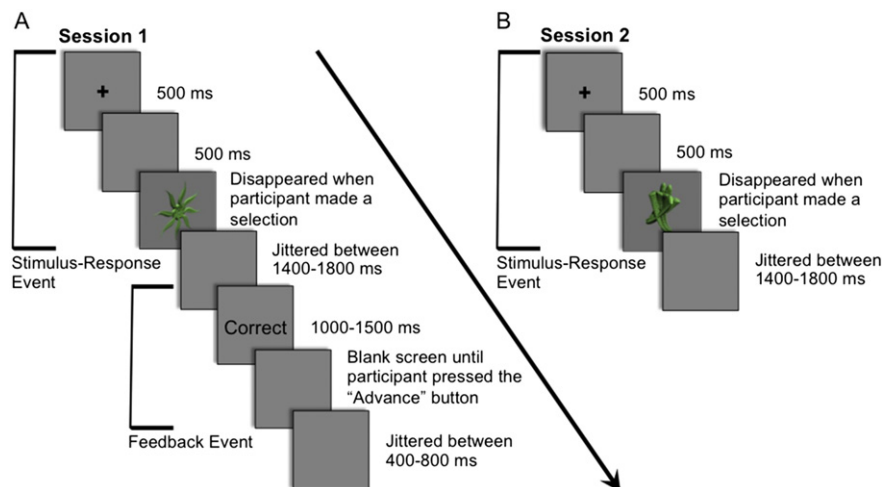 A
Session 1
+
500 ms
500 ms
Disappeared when
participant made a
selection
Stimulus-Response
Event
Jittered between
1400-1800 ms
Correct
1000-1500 ms
Blank screen until
participant pressed the
“Advance” button
Feedback Event
Jittered between
400-800 ms
B
Session 2
+
500 ms
500 ms
Disappeared when
participant made a
selection
Stimulus-Response
Event
Jittered between
1400-1800 ms